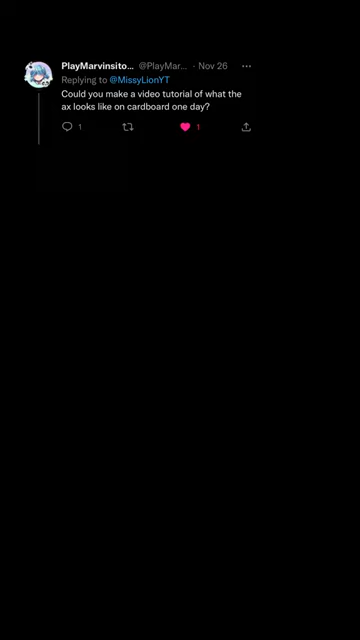 PlayMarvinsito... @PlayMar... · Nov 26 ...
Replying to @MissyLionYT
Could you make a video tutorial of what the
ax looks like on cardboard one day?
1 1